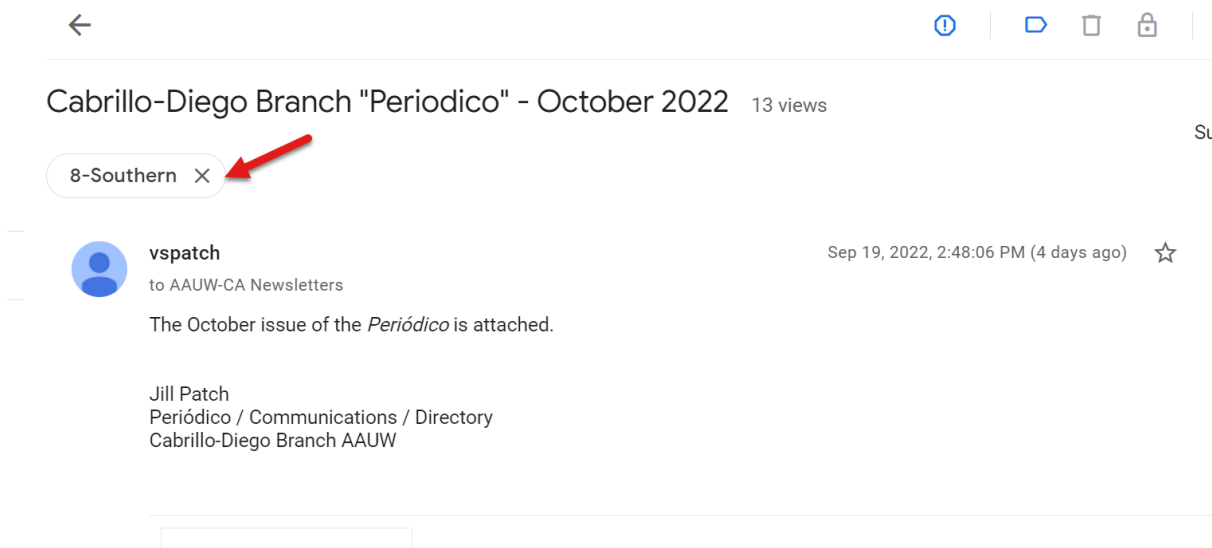 Cabrillo-Diego Branch "Periodico" - October 2022 13 views
8-Southern
vspatch
Sep 19, 2022, 2:48:06 PM (4 days ago)
to AAUW-CA Newsletters
The October issue of the Periódico is attached.
Jill Patch
Periódico / Communications / Directory
Cabrillo-Diego Branch AAUW